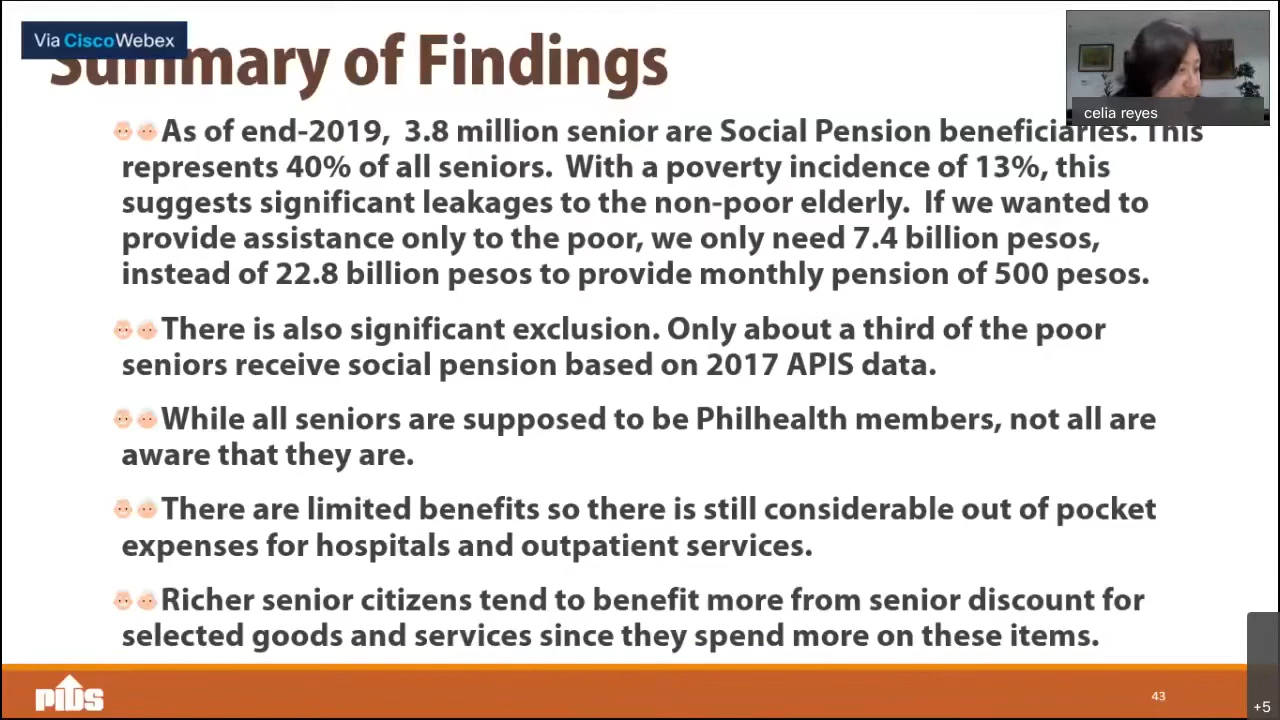 Via CiscoWebex
Summary of Findings
celia reyes
As of end-2019, 3.8 million senior are Social Pension beneficiaries. This
represents 40% of all seniors. With a poverty incidence of 13%, this
suggests significant leakages to the non-poor elderly. If we wanted to
provide assistance only to the poor, we only need 7.4 billion pesos,
instead of 22.8 billion pesos to provide monthly pension of 500 pesos.
There is also significant exclusion. Only about a third of the poor
seniors receive social pension based on 2017 APIS data.
While all seniors are supposed to be Philhealth members, not all are
aware that they are.
There are limited benefits so there is still considerable out of pocket
expenses for hospitals and outpatient services.
Richer senior citizens tend to benefit more from senior discount for
selected goods and services since they spend more on these items.
pids
43
+5